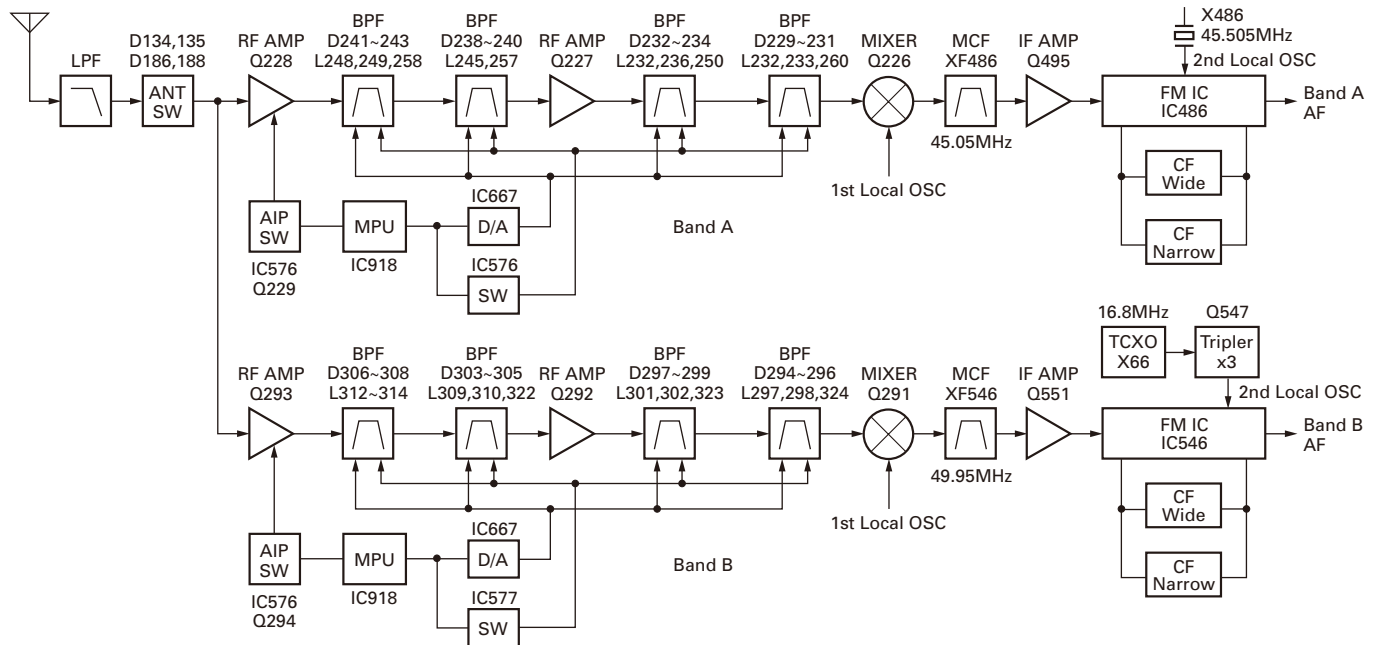 LPF
D134,135
D186,188
ANT
SW
RF AMP
Q228
BPF
D241~243
L248,249,258
BPF
D238~240
L245,257
RF AMP
Q227
BPF
D232~234
L232,236,250
BPF
D229~231
L232,233,260
MIXER
Q226
MCF
XF486
45.05MHz
IF AMP
Q495
X486
45.505MHz
2nd Local OSC
FM IC
IC486
Band A
AF
CF
Wide
CF
Narrow
1st Local OSC
AIP
SW
IC576
Q229
MPU
IC918
IC667
D/A
IC576
SW
Band A
16.8MHz
TCXO
X66
Q547
Tripler
x3
2nd Local OSC
RF AMP
Q293
BPF
D306~308
L312~314
BPF
D303~305
L309,310,322
RF AMP
Q292
BPF
D297~299
L301,302,323
BPF
D294~296
L297,298,324
MIXER
Q291
MCF
XF546
49.95MHz
IF AMP
Q551
FM IC
IC546
Band B
AF
CF
Wide
CF
Narrow
1st Local OSC
AIP
SW
IC576
Q294
MPU
IC918
IC667
D/A
IC577
SW
Band B